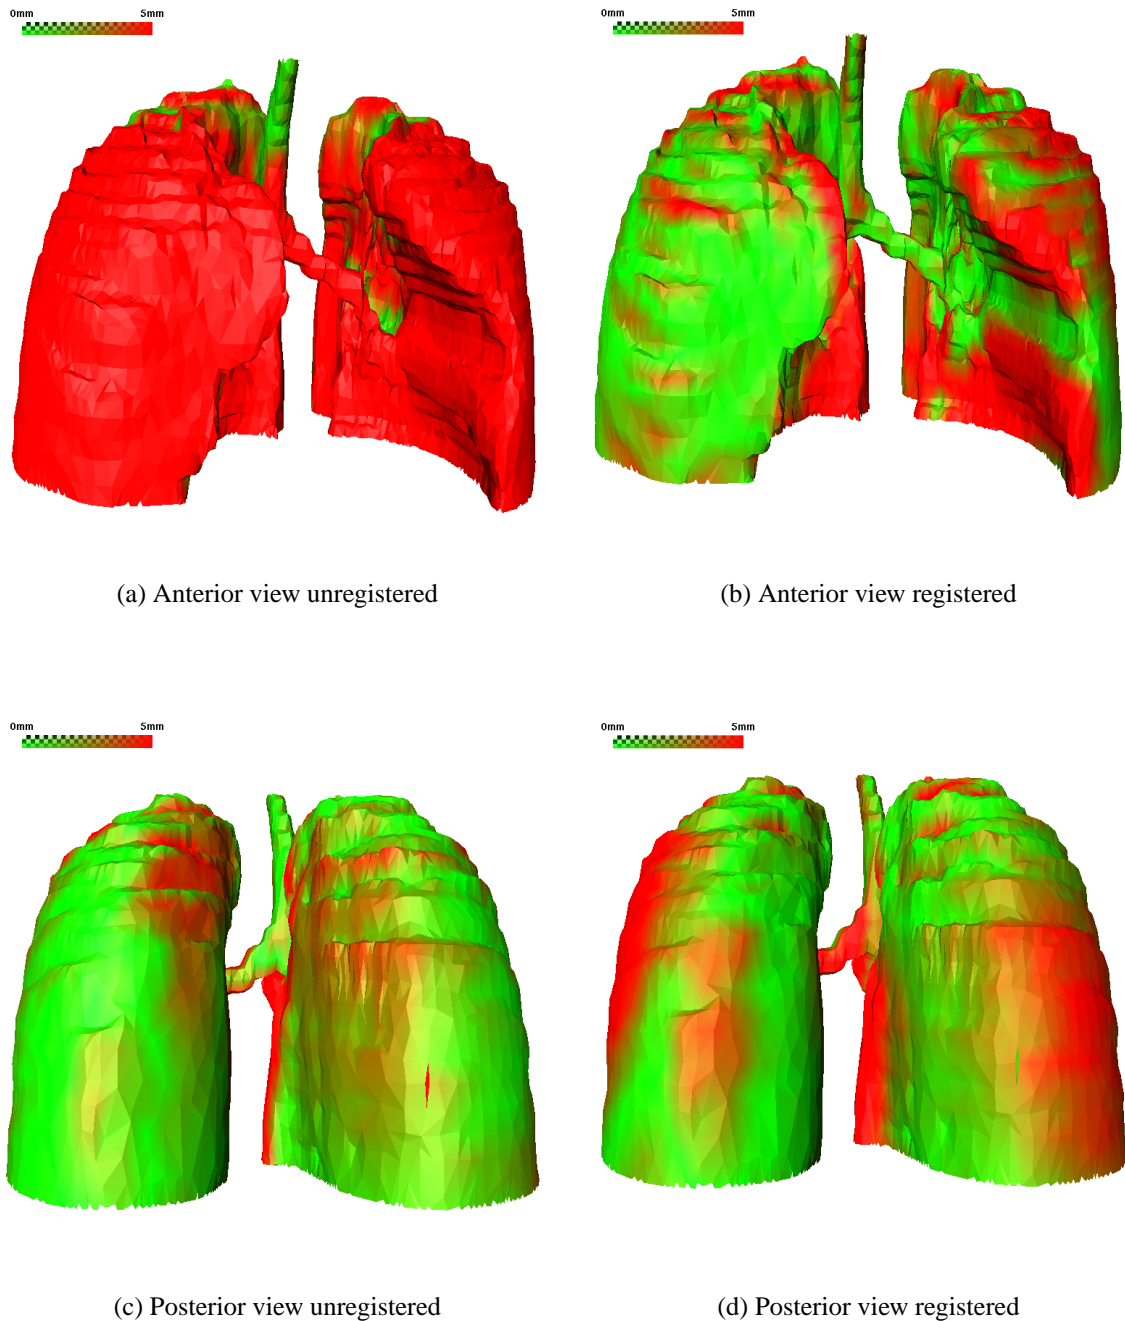 0mm 5mm
0mm 5mm
(a) Anterior view unregistered
(b) Anterior view registered
0mm 5mm
0mm 5mm
(c) Posterior view unregistered
(d) Posterior view registered